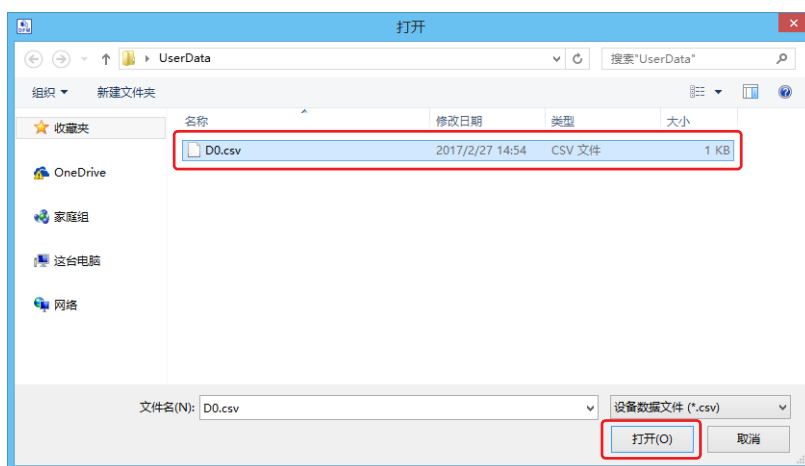 打开
UserData
搜索"UserData"
组织 新建文件夹
名称 修改日期 类型 大小
收藏夹
D0.csv 2017/2/27 14:54 CSV 文件 1 KB
OneDrive
家庭组
这台电脑
网络
文件名(N): D0.csv 设备数据文件 (*.csv)
打开(O) 取消